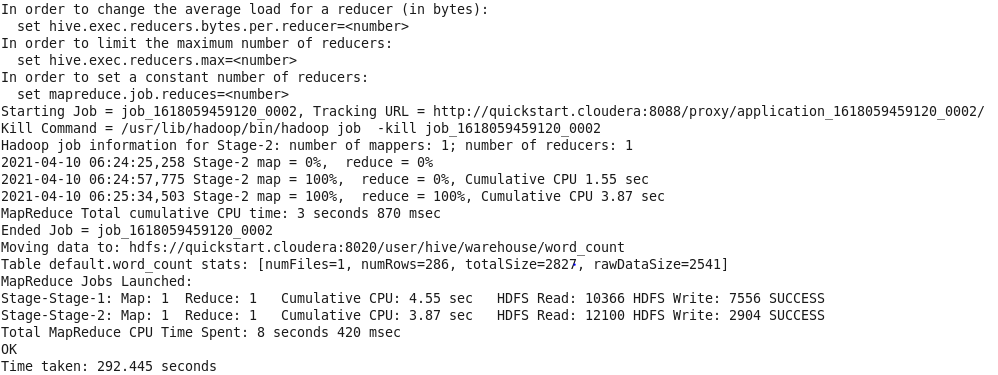 In order to change the average load for a reducer (in bytes):
  set hive.exec.reducers.bytes.per.reducer=<number>
In order to limit the maximum number of reducers:
  set hive.exec.reducers.max=<number>
In order to set a constant number of reducers:
  set mapreduce.job.reduces=<number>
Starting Job = job_1618059459120_0002, Tracking URL = http://quickstart.cloudera:8088/proxy/application_1618059459120_0002/
Kill Command = /usr/lib/hadoop/bin/hadoop job  -kill job_1618059459120_0002
Hadoop job information for Stage-2: number of mappers: 1; number of reducers: 1
2021-04-10 06:24:25,258 Stage-2 map = 0%,  reduce = 0%
2021-04-10 06:24:57,775 Stage-2 map = 100%,  reduce = 0%, Cumulative CPU 1.55 sec
2021-04-10 06:25:34,503 Stage-2 map = 100%,  reduce = 100%, Cumulative CPU 3.87 sec
MapReduce Total cumulative CPU time: 3 seconds 870 msec
Ended Job = job_1618059459120_0002
Moving data to: hdfs://quickstart.cloudera:8020/user/hive/warehouse/word_count
Table default.word_count stats: [numFiles=1, numRows=286, totalSize=2827, rawDataSize=2541]
MapReduce Jobs Launched:
Stage-Stage-1: Map: 1  Reduce: 1   Cumulative CPU: 4.55 sec   HDFS Read: 10366 HDFS Write: 7556 SUCCESS
Stage-Stage-2: Map: 1  Reduce: 1   Cumulative CPU: 3.87 sec   HDFS Read: 12100 HDFS Write: 2904 SUCCESS
Total MapReduce CPU Time Spent: 8 seconds 420 msec
OK
Time taken: 292.445 seconds